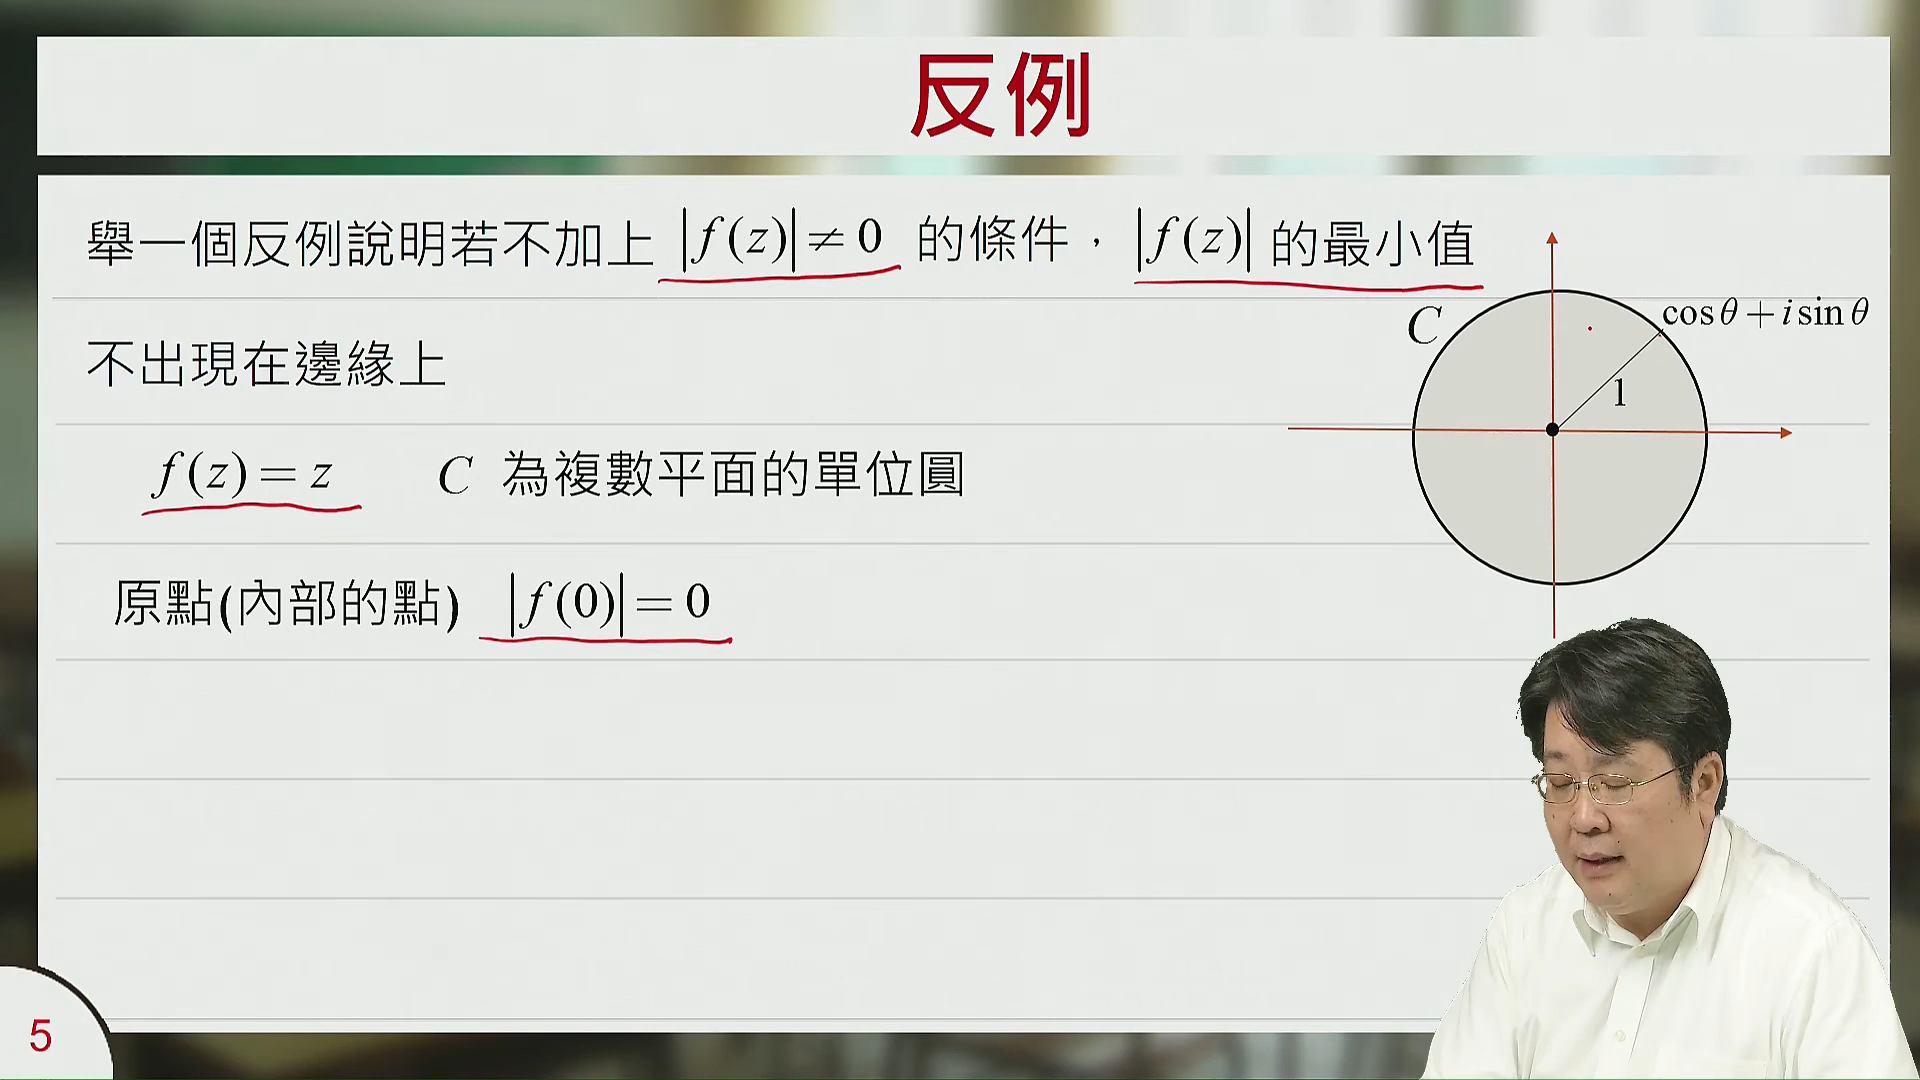 反例
舉一個反例說明若不加上 |f(z)|≠0 的條件，|f(z)| 的最小值
不出現在邊緣上
f(z)=z C 為複數平面的單位圓
原點(內部的點) |f(0)|=0
C
cosθ+i sinθ
1
5